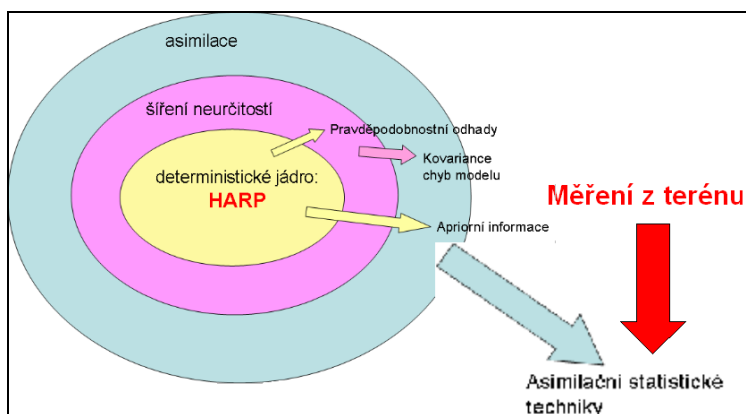 asimilace
šíření neurčitostí
Pravděpodobnostní odhady
Kovariance
chyb modelu
deterministické jádro:
HARP
Měření z terénu
Apriorní informace
Asimilační statistické
techniky